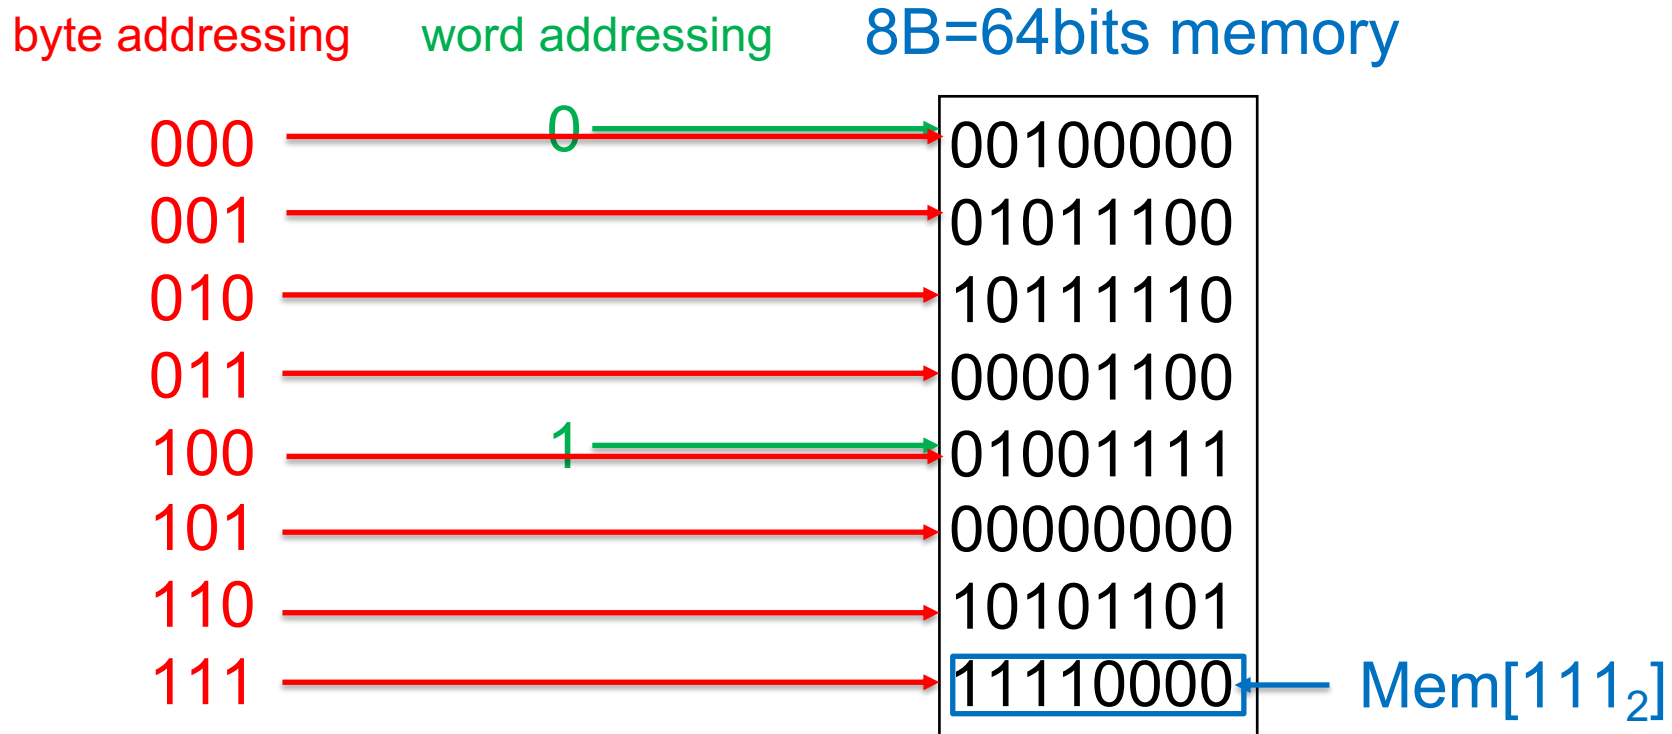 byte addressing word addressing 8B=64bits memory
000 0 00100000
001 01011100
010 10111110
011 00001100
100 1 01001111
101 00000000
110 10101101
111 11110000 Mem[111₂]